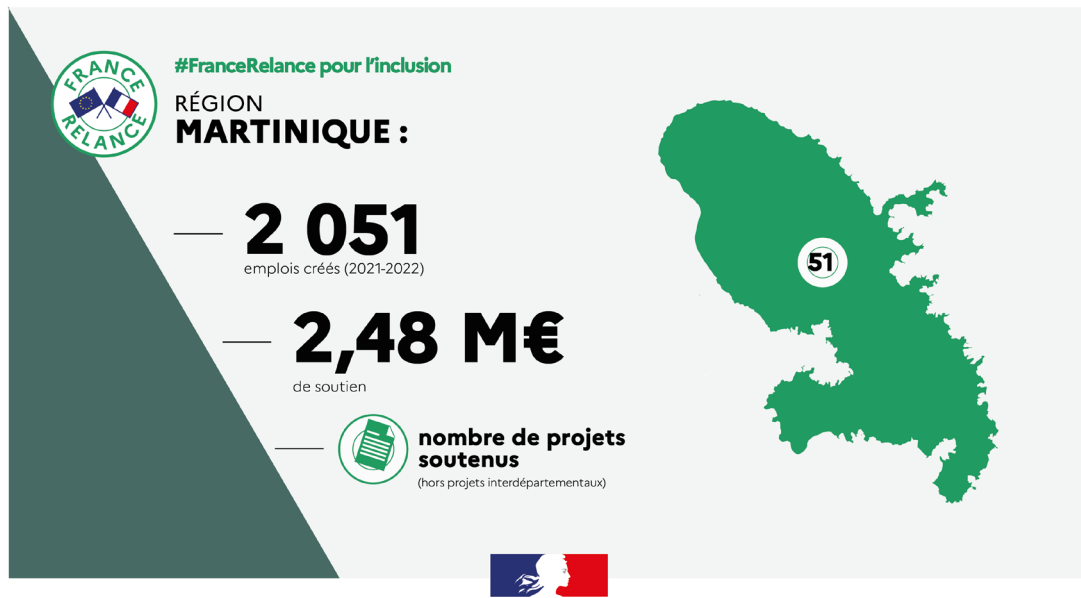 FRANCE
RELANCE
#FranceRelance pour l'inclusion
RÉGION
MARTINIQUE :
2 051
emplois créés (2021-2022)
2,48 M€
de soutien
nombre de projets
soutenus
(hors projets interdépartementaux)
51